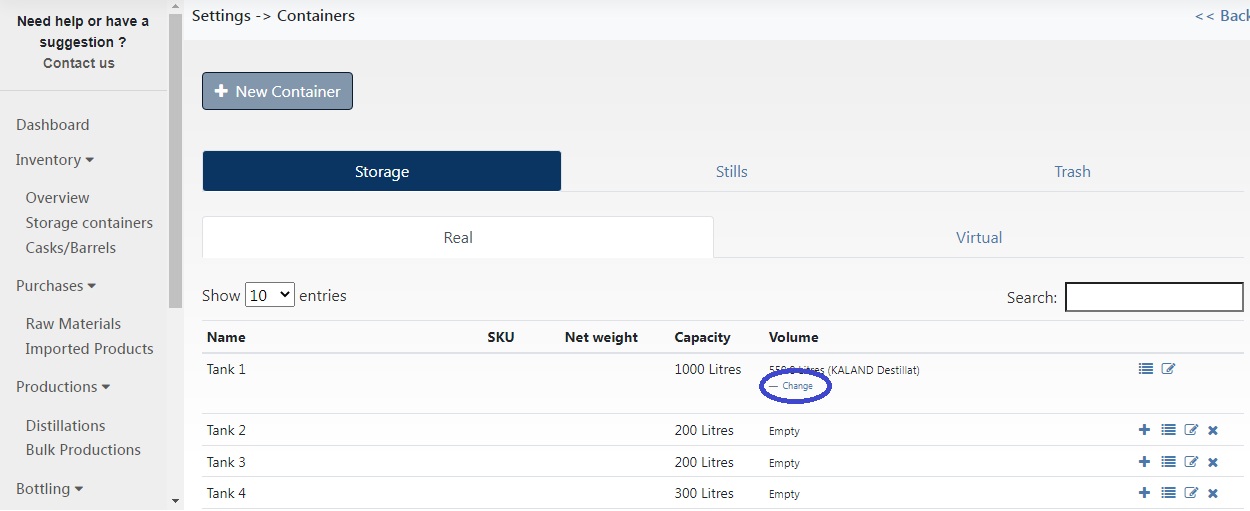 Need help or have a
suggestion ?
Contact us
Dashboard
Inventory
Overview
Storage containers
Casks/Barrels
Purchases
Raw Materials
Imported Products
Productions
Distillations
Bulk Productions
Bottling
Settings -> Containers
<< Back
New Container
Storage Stills Trash
Real Virtual
Show 10 entries Search:
Name SKU Net weight Capacity Volume
Tank 1 1000 Litres Litres (KALAND Destillat)
— Change
Tank 2 200 Litres Empty
Tank 3 200 Litres Empty
Tank 4 300 Litres Empty